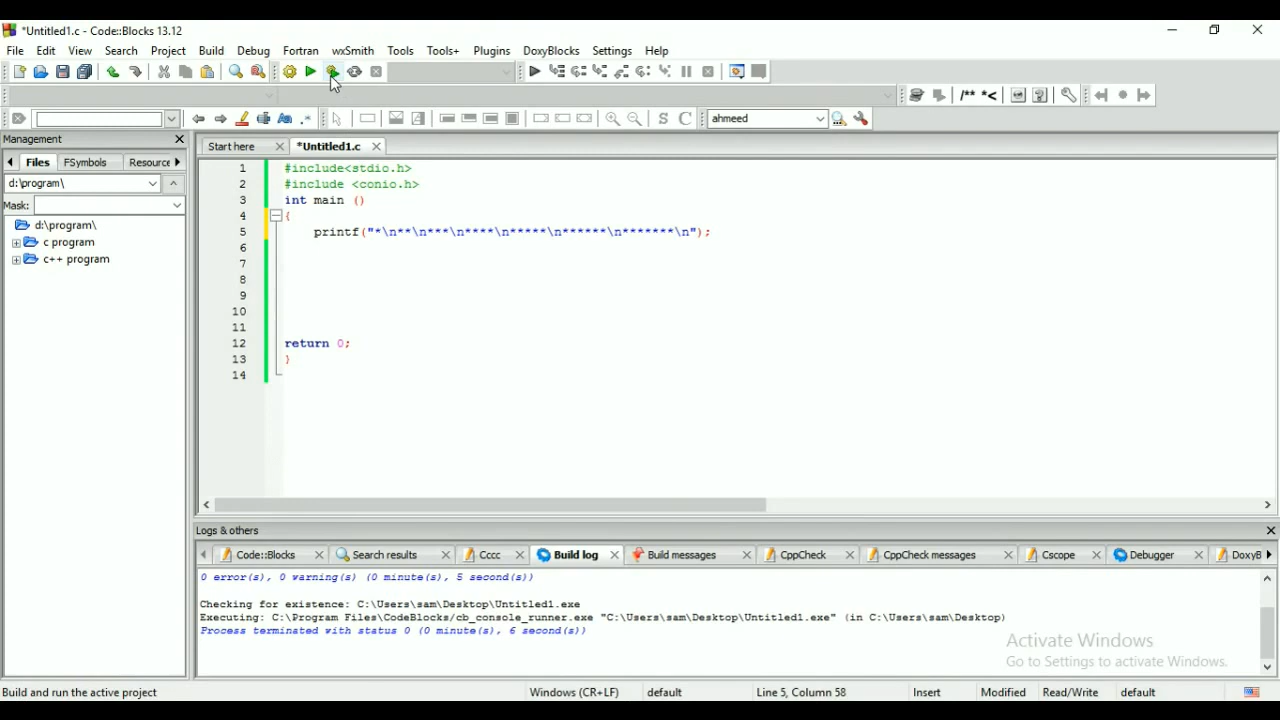 *Untitled1.c - Code::Blocks 13.12
File Edit View Search Project Build Debug Fortran wxSmith Tools Tools+ Plugins DoxyBlocks Settings Help
/** *<
S C ahmeed
Management
Start here *Untitled1.c
Files FSymbols Resource
d:\program\
Mask:
d:\program\
c program
c++ program
1 #include<stdio.h>
2 #include <conio.h>
3 int main ()
4 {
5 printf("*\n**\n***\n****\n*****\n******\n*******\n");
6
7
8
9
10
11
12 return 0;
13 }
14
Logs & others
Code::Blocks Search results Cccc Build log Build messages CppCheck CppCheck messages Cscope Debugger DoxyB
0 error(s), 0 warning(s) (0 minute(s), 5 second(s))
Checking for existence: C:\Users\sam\Desktop\Untitled1.exe
Executing: C:\Program Files\CodeBlocks/cb_console_runner.exe "C:\Users\sam\Desktop\Untitled1.exe" (in C:\Users\sam\Desktop)
Process terminated with status 0 (0 minute(s), 6 second(s))
Activate Windows
Go to Settings to activate Windows.
Build and run the active project Windows (CR+LF) default Line 5, Column 58 Insert Modified Read/Write default